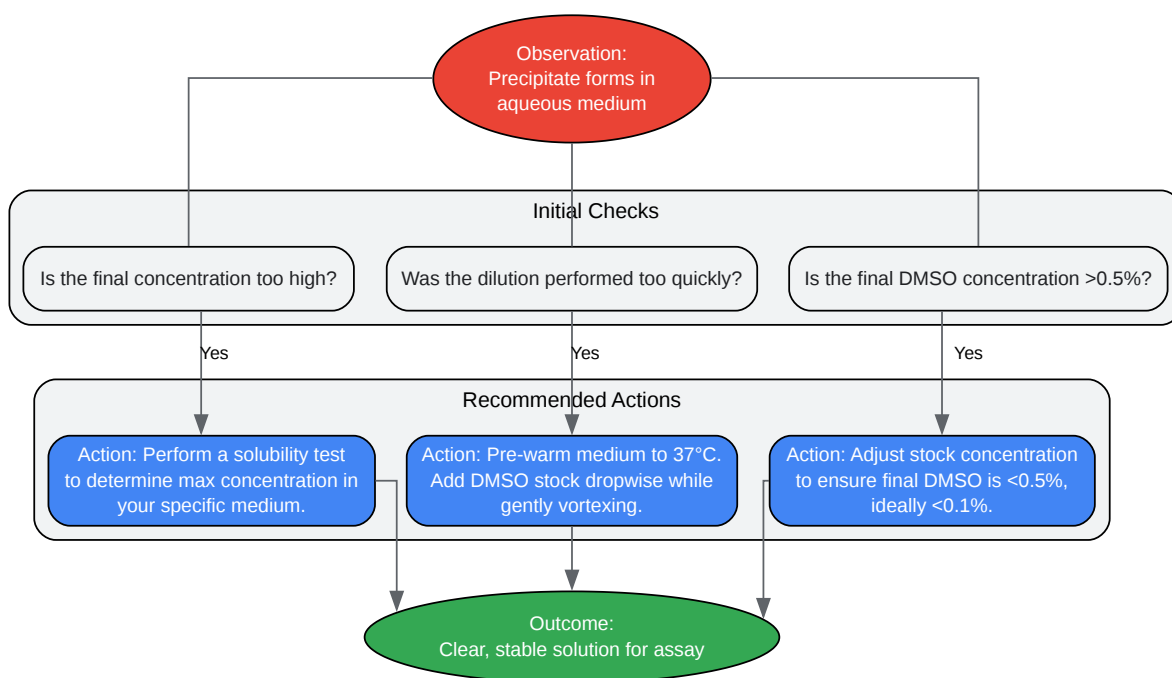 Observation:
Precipitate forms in
aqueous medium
Initial Checks
Is the final concentration too high?
Was the dilution performed too quickly?
Is the final DMSO concentration >0.5%?
Yes
Yes
Yes
Recommended Actions
Action: Perform a solubility test
to determine max concentration in
your specific medium.
Action: Pre-warm medium to 37°C.
Add DMSO stock dropwise while
gently vortexing.
Action: Adjust stock concentration
to ensure final DMSO is <0.5%,
ideally <0.1%.
Outcome:
Clear, stable solution for assay